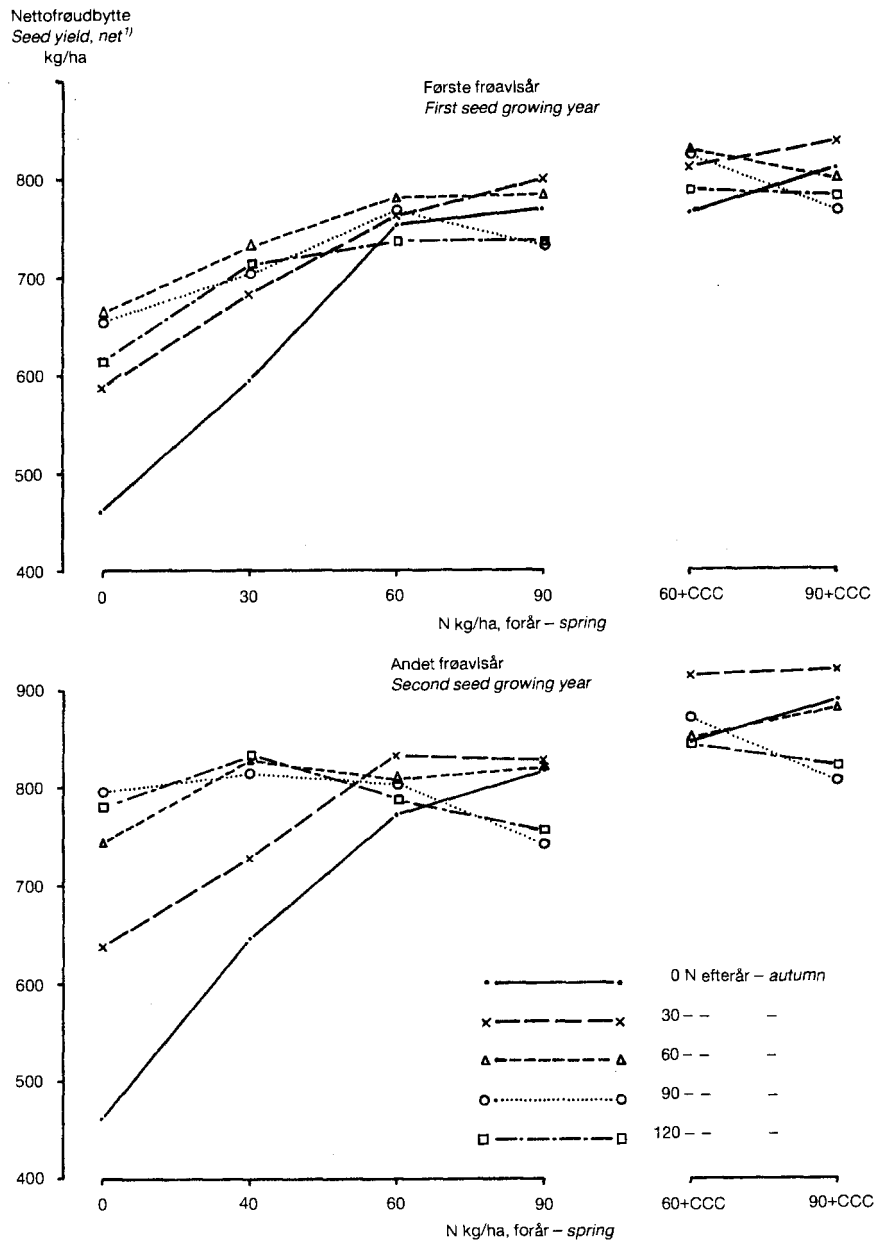 Nettofrøudbytte
Seed yield, net1)
kg/ha
Første frøavlsår
First seed growing year
800
700
600
500
400
0 30 60 90 60+CCC 90+CCC
N kg/ha, forår – spring
Andet frøavlsår
Second seed growing year
900
800
700
600
500
400
0 N efterår – autumn
30 – – –
60 – – –
90 – – –
120 – – –
0 40 60 90 60+CCC 90+CCC
N kg/ha, forår – spring